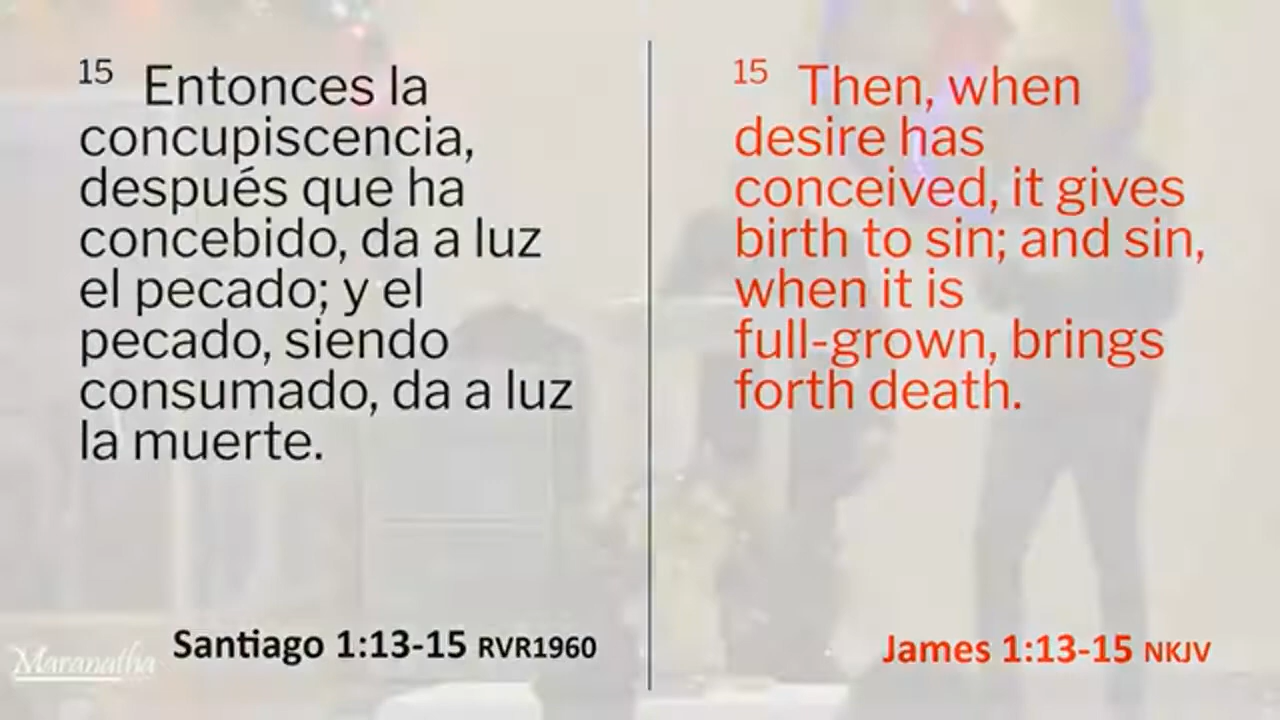 15 Entonces la
concupiscencia,
después que ha
concebido, da a luz
el pecado; y el
pecado, siendo
consumado, da a luz
la muerte.
Santiago 1:13-15 RVR1960
15 Then, when
desire has
conceived, it gives
birth to sin; and sin,
when it is
full-grown, brings
forth death.
James 1:13-15 NKJV
Maranatha